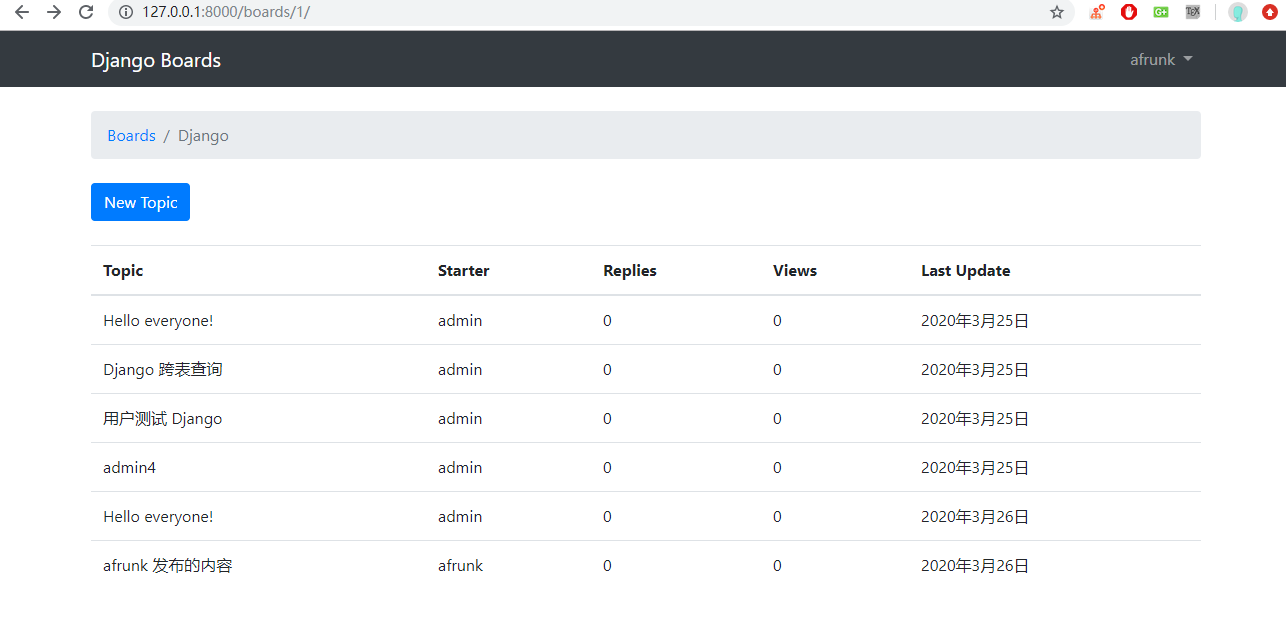 127.0.0.1:8000/boards/1/
Django Boards afrunk
Boards / Django
New Topic
Topic Starter Replies Views Last Update
Hello everyone! admin 0 0 2020年3月25日
Django 跨表查询 admin 0 0 2020年3月25日
用户测试 Django admin 0 0 2020年3月25日
admin4 admin 0 0 2020年3月25日
Hello everyone! admin 0 0 2020年3月26日
afrunk 发布的内容 afrunk 0 0 2020年3月26日